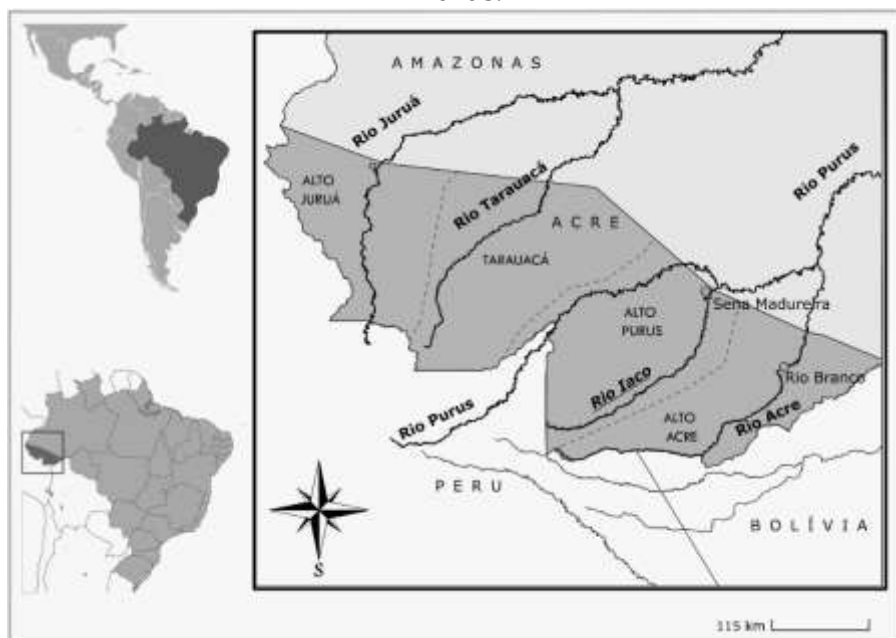 AMAZONAS
Rio Juruá
Rio Purus
ALTO
JURUÁ
Rio Tarauacá
ACRE
TARAUACÁ
Sena Madureira
ALTO
PURUS
Rio Iaco
Rio Branco
Rio Purus
ALTO
ACRE
Rio Acre
PERU
BOLÍVIA
S
115 km